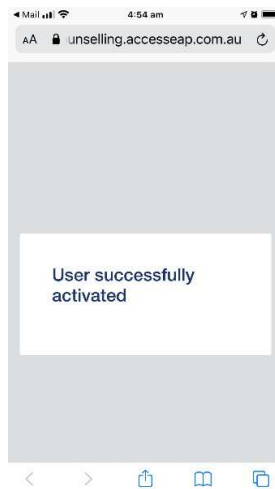 Mail
4:54 am
AA unselling.accesseap.com.au
User successfully
activated